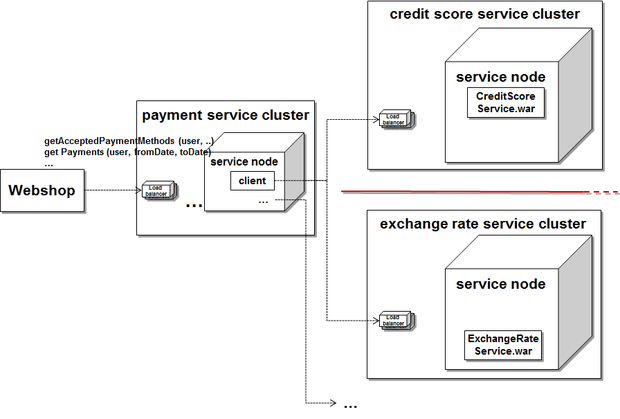 credit score service cluster
service node
CreditScore
Service.war
Load
balancer
payment service cluster
getAcceptedPaymentMethods (user, ..)
get Payments (user, fromDate, toDate)
...
service node
client
...
Webshop
Load
balancer
...
exchange rate service cluster
service node
Load
balancer
ExchangeRate
Service.war
...